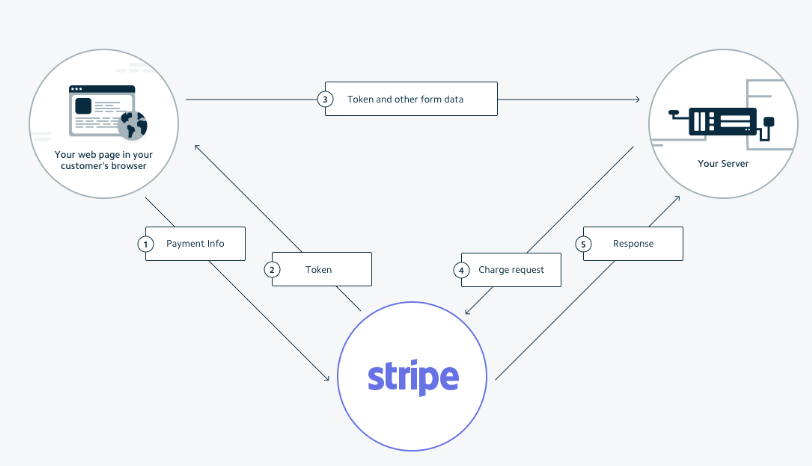 3 Token and other form data
Your web page in your
customer's browser
Your Server
1 Payment Info
2 Token
4 Charge request
5 Response
stripe